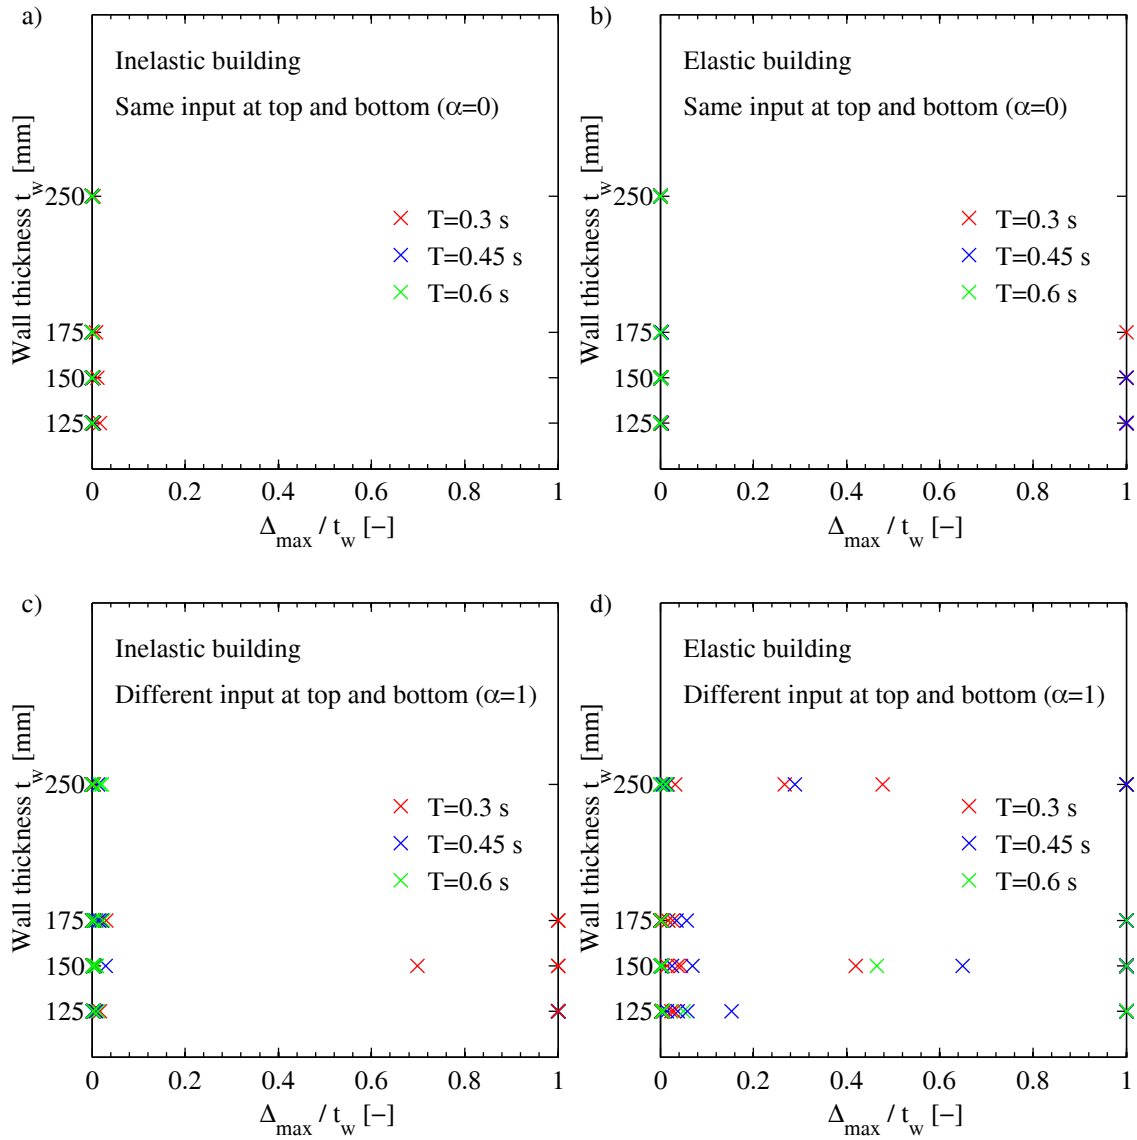 a)
Inelastic building
Same input at top and bottom (α=0)
Wall thickness t_w [mm]
250
175
150
125
T=0.3 s
T=0.45 s
T=0.6 s
0 0.2 0.4 0.6 0.8 1
Δ_max / t_w [−]
b)
Elastic building
Same input at top and bottom (α=0)
Wall thickness t_w [mm]
250
175
150
125
T=0.3 s
T=0.45 s
T=0.6 s
0 0.2 0.4 0.6 0.8 1
Δ_max / t_w [−]
c)
Inelastic building
Different input at top and bottom (α=1)
Wall thickness t_w [mm]
250
175
150
125
T=0.3 s
T=0.45 s
T=0.6 s
0 0.2 0.4 0.6 0.8 1
Δ_max / t_w [−]
d)
Elastic building
Different input at top and bottom (α=1)
Wall thickness t_w [mm]
250
175
150
125
T=0.3 s
T=0.45 s
T=0.6 s
0 0.2 0.4 0.6 0.8 1
Δ_max / t_w [−]